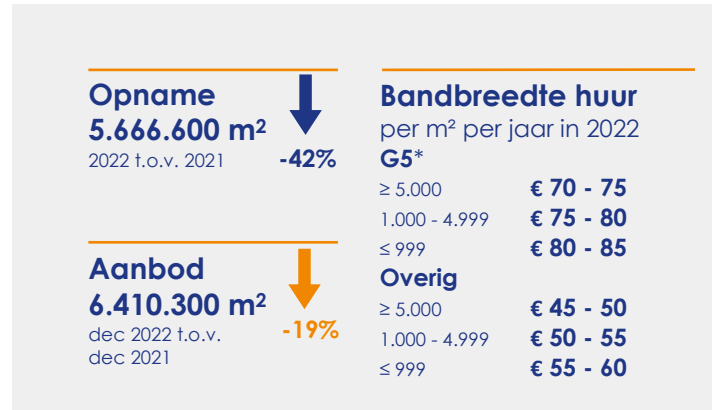 Opname
5.666.600 m²
2022 t.o.v. 2021
-42%
Aanbod
6.410.300 m²
dec 2022 t.o.v.
dec 2021
-19%
Bandbreedte huur
per m² per jaar in 2022
G5*
≥ 5.000 € 70 - 75
1.000 - 4.999 € 75 - 80
≤ 999 € 80 - 85
Overig
≥ 5.000 € 45 - 50
1.000 - 4.999 € 50 - 55
≤ 999 € 55 - 60